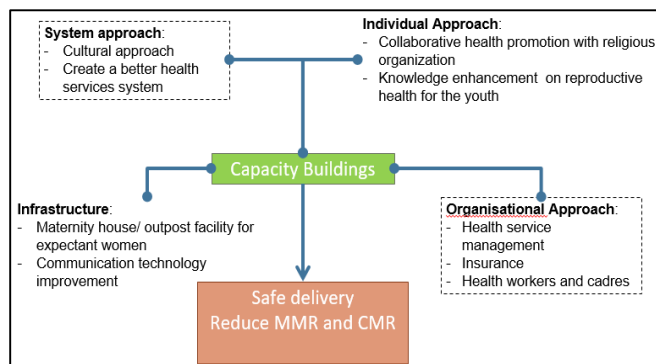 System approach:
- Cultural approach
- Create a better health
services system
Individual Approach:
- Collaborative health promotion with religious
organization
- Knowledge enhancement on reproductive
health for the youth
Capacity Buildings
Infrastructure:
- Maternity house/ outpost facility for
expectant women
- Communication technology
improvement
Organisational Approach:
- Health service
management
- Insurance
- Health workers and cadres
Safe delivery
Reduce MMR and CMR